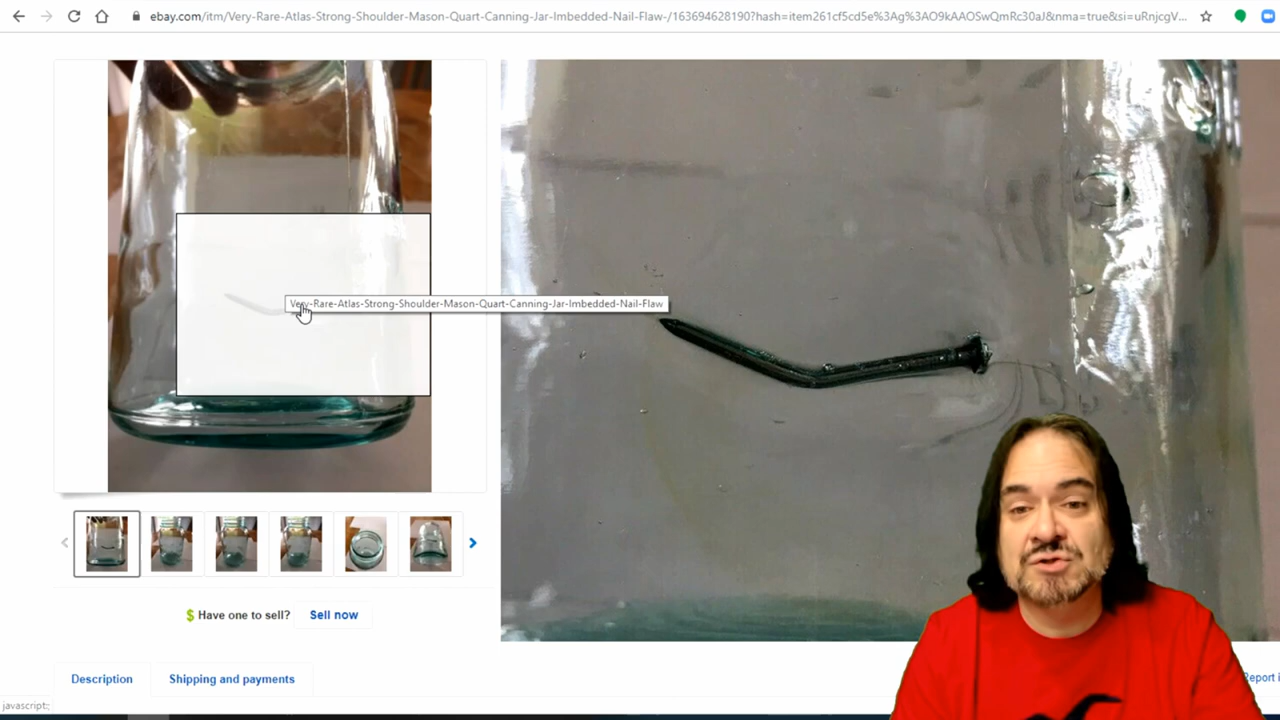 ebay.com/itm/Very-Rare-Atlas-Strong-Shoulder-Mason-Quart-Canning-Jar-Imbedded-Nail-Flaw-/163694628190?hash=item261cf5cd5e%3Ag%3AO9kAAOSwQmRc30aJ&nma=true&si=uRnjcgV...
Very-Rare-Atlas-Strong-Shoulder-Mason-Quart-Canning-Jar-Imbedded-Nail-Flaw
$ Have one to sell? Sell now
Description Shipping and payments
Report i
javascript:;